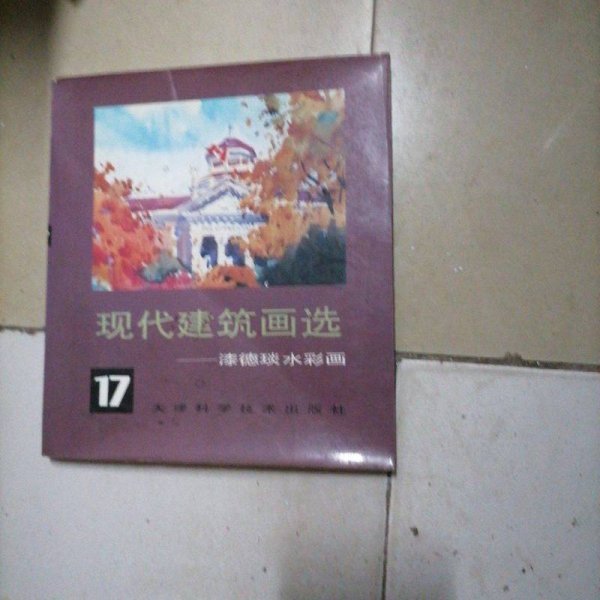 现代建筑画选
——漆德琰水彩画
17
天津科学技术出版社